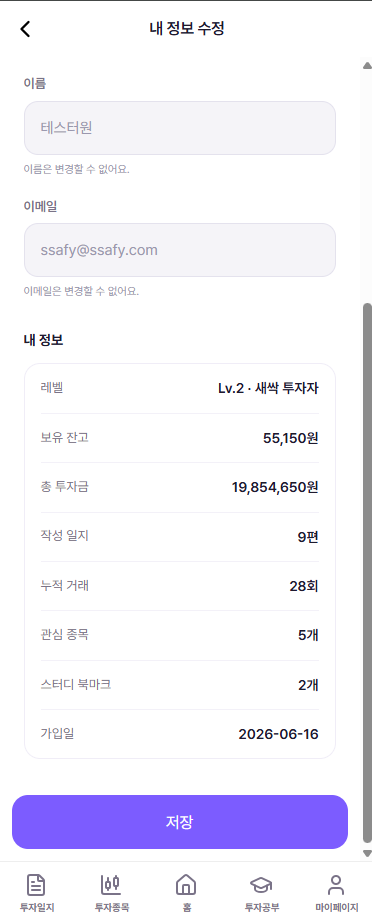 내 정보 수정
이름
테스터원
이름은 변경할 수 없어요.
이메일
ssafy@ssafy.com
이메일은 변경할 수 없어요.
내 정보
레벨 Lv.2 · 새싹 투자자
보유 잔고 55,150원
총 투자금 19,854,650원
작성 일지 9편
누적 거래 28회
관심 종목 5개
스터디 북마크 2개
가입일 2026-06-16
저장
투자일지 투자종목 홈 투자공부 마이페이지